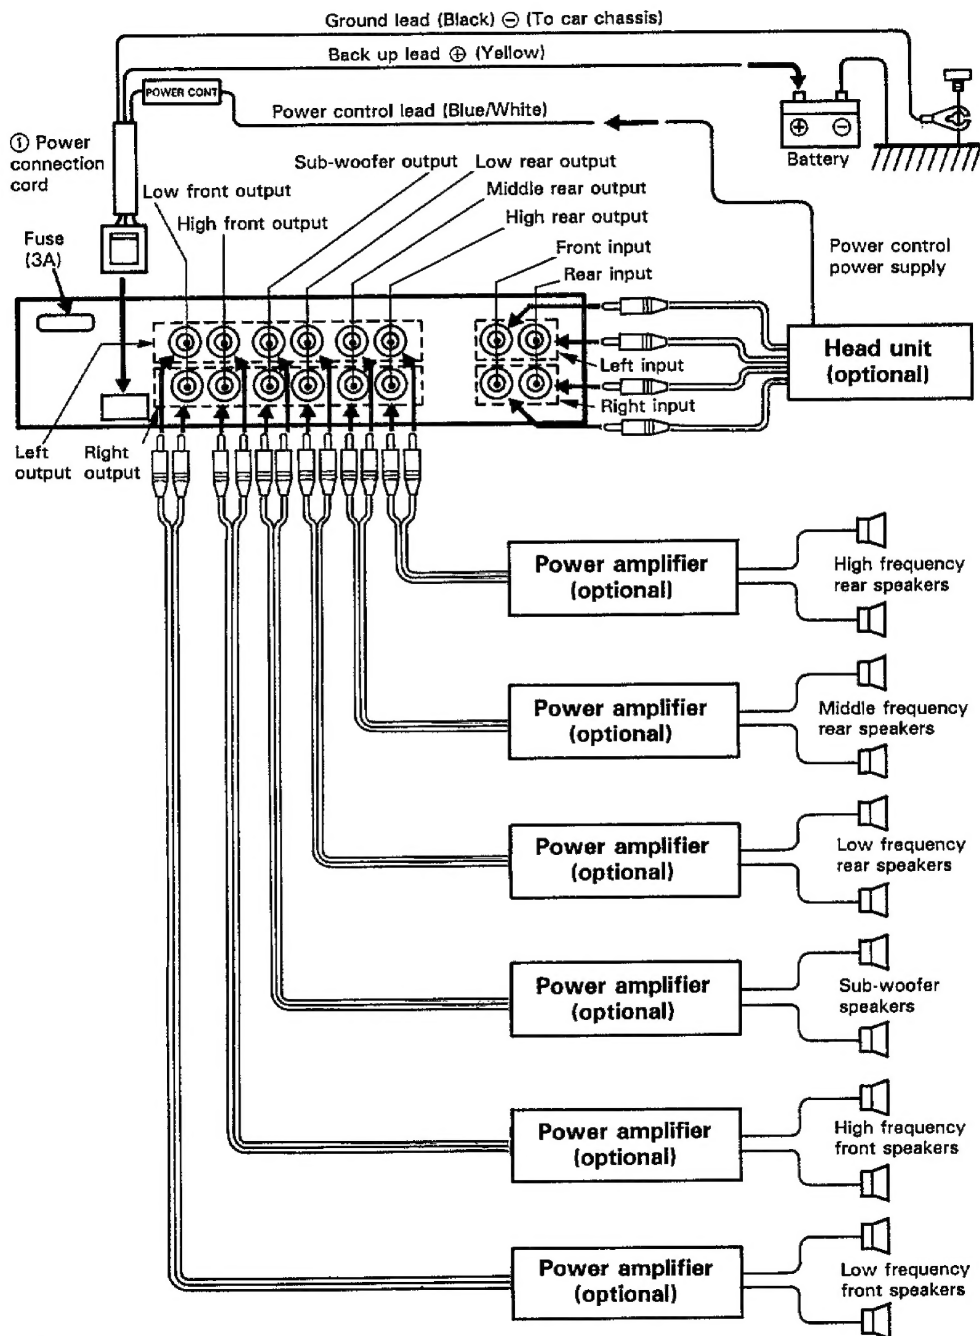 Ground lead (Black) ⊖ (To car chassis)
Back up lead ⊕ (Yellow)
POWER CONT
Power control lead (Blue/White)
① Power
connection
cord
⊕ ⊖
Battery
Sub-woofer output
Low rear output
Low front output
Middle rear output
High front output
High rear output
Fuse
(3A)
Front input
Rear input
Power control
power supply
Head unit
(optional)
Left input
Right input
Left
output
Right
output
Power amplifier
(optional)
High frequency
rear speakers
Power amplifier
(optional)
Middle frequency
rear speakers
Power amplifier
(optional)
Low frequency
rear speakers
Power amplifier
(optional)
Sub-woofer
speakers
Power amplifier
(optional)
High frequency
front speakers
Power amplifier
(optional)
Low frequency
front speakers